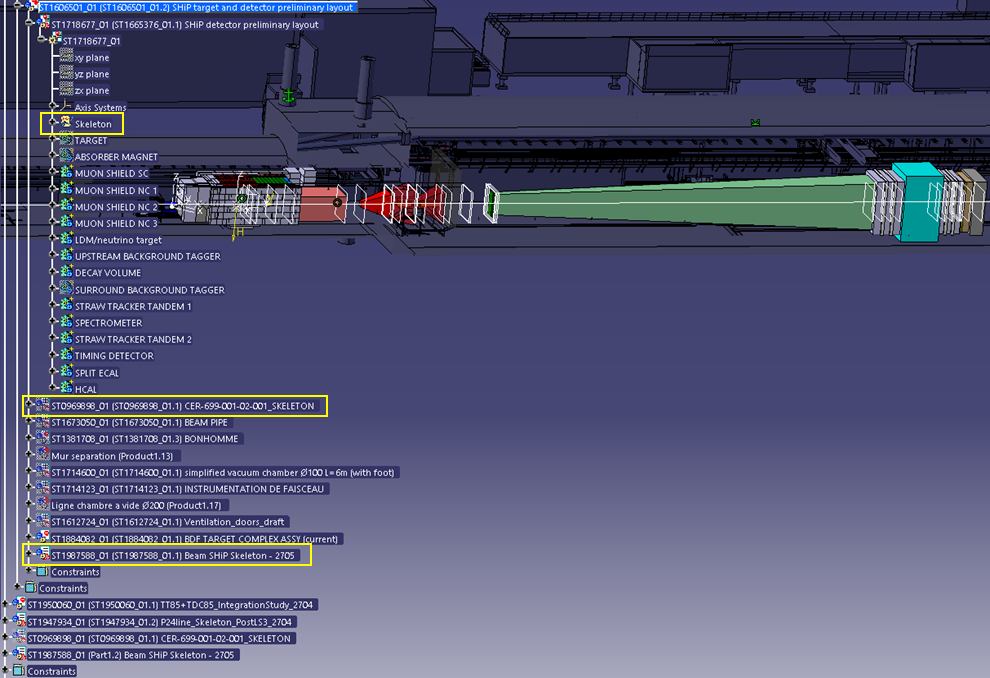 ST1606501_01 (ST1606501_01.2) SHiP target and detector preliminary layout
ST1718677_01 (ST1665376_01.1) SHiP detector preliminary layout
ST1718677_01
xy plane
yz plane
zx plane
Axis Systems
Skeleton
TARGET
ABSORBER MAGNET
MUON SHIELD SC
MUON SHIELD NC 1
MUON SHIELD NC 2
MUON SHIELD NC 3
LDM/neutrino target
UPSTREAM BACKGROUND TAGGER
DECAY VOLUME
SURROUND BACKGROUND TAGGER
STRAW TRACKER TANDEM 1
SPECTROMETER
STRAW TRACKER TANDEM 2
TIMING DETECTOR
SPLIT ECAL
HCAL
ST0969898_01 (ST0969898_01.1) CER-699-001-02-001_SKELETON
ST1673050_01 (ST1673050_01.1) BEAM PIPE
ST1381708_01 (ST1381708_01.3) BONHOMME
Mur separation (Product1.13)
ST1714600_01 (ST1714600_01.1) simplified vacuum chamber Ø100 L=6m (with foot)
ST1714123_01 (ST1714123_01.1) INSTRUMENTATION DE FAISCEAU
Ligne chambre a vide Ø200 (Product1.17)
ST1612724_01 (ST1612724_01.1) Ventilation_doors_draft
ST1884082_01 (ST1884082_01.1) BDF TARGET COMPLEX ASSY (current)
ST1987588_01 (ST1987588_01.1) Beam SHiP Skeleton - 2705
Constraints
Constraints
ST1950060_01 (ST1950060_01.1) TT85+TDC85_IntegrationStudy_2704
ST1947934_01 (ST1947934_01.2) P24line_Skeleton_PostLS3_2704
ST0969898_01 (ST0969898_01.1) CER-699-001-02-001_SKELETON
ST1987588_01 (Part1.2) Beam SHiP Skeleton - 2705
Constraints